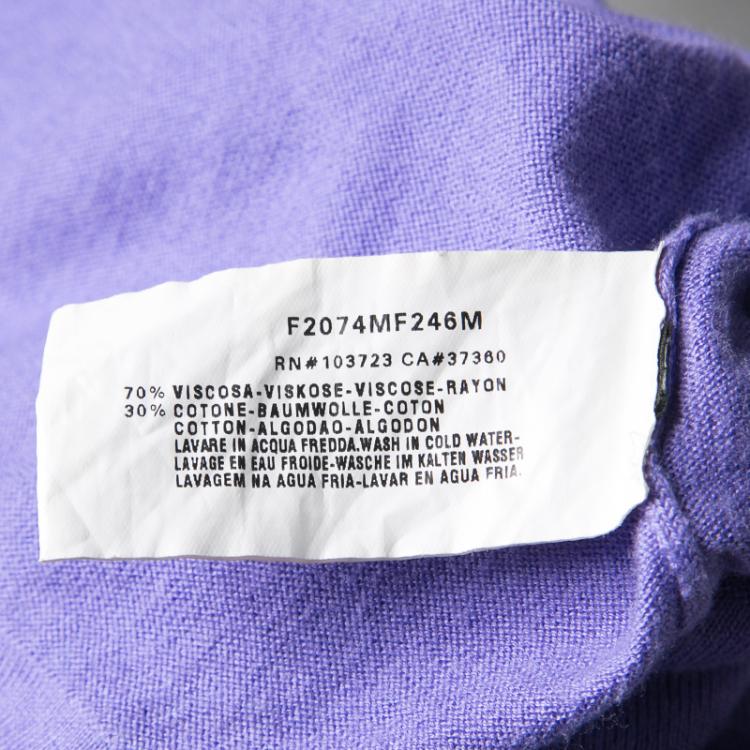 F2074MF246M
RN#103723 CA#37360
70% VISCOSA-VISKOSE-VISCOSE-RAYON
30% COTONE-BAUMWOLLE-COTON
COTTON-ALGODAO-ALGODON
LAVARE IN ACQUA FREDDA.WASH IN COLD WATER-
LAVAGE EN EAU FROIDE-WASCHE IM KALTEN WASSER
LAVAGEM NA AGUA FRIA-LAVAR EN AGUA FRIA.